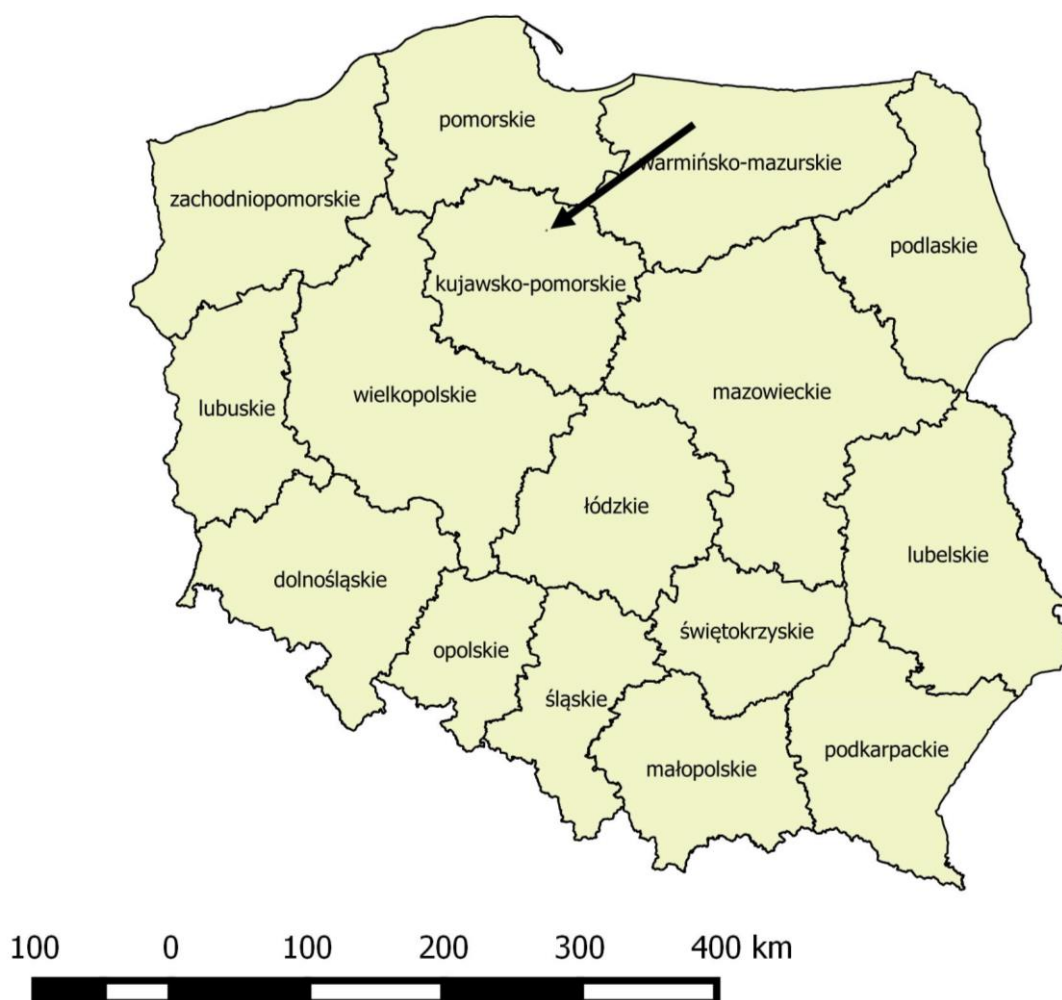 pomorskie
warmińsko-mazurskie
zachodniopomorskie
podlaskie
kujawsko-pomorskie
wielkopolskie
mazowieckie
lubuskie
łódzkie
lubelskie
dolnośląskie
świętokrzyskie
opolskie
śląskie
podkarpackie
małopolskie
100 0 100 200 300 400 km